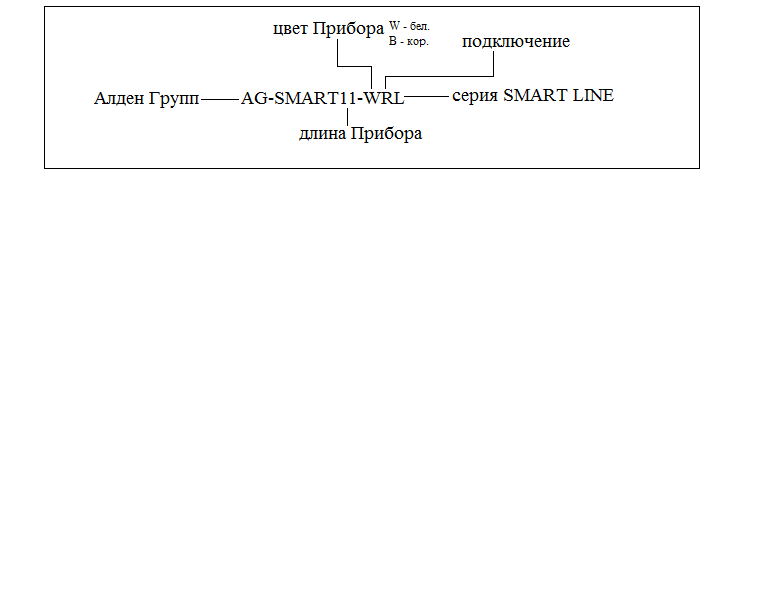 цвет Прибора W - бел.
B - кор.
подключение
Алден Групп AG-SMART11-WRL серия SMART LINE
длина Прибора